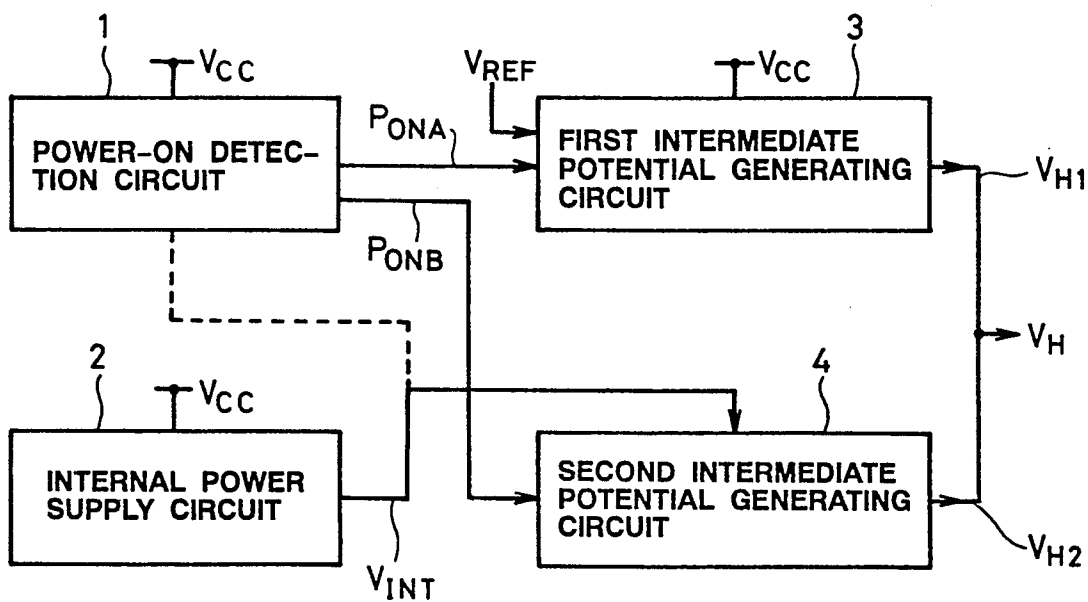 1
VCC
POWER-ON DETEC-
TION CIRCUIT
PONA
PONB
VREF
3
VCC
FIRST INTERMEDIATE
POTENTIAL GENERATING
CIRCUIT
VH1
VH
2
VCC
INTERNAL POWER
SUPPLY CIRCUIT
VINT
4
SECOND INTERMEDIATE
POTENTIAL GENERATING
CIRCUIT
VH2